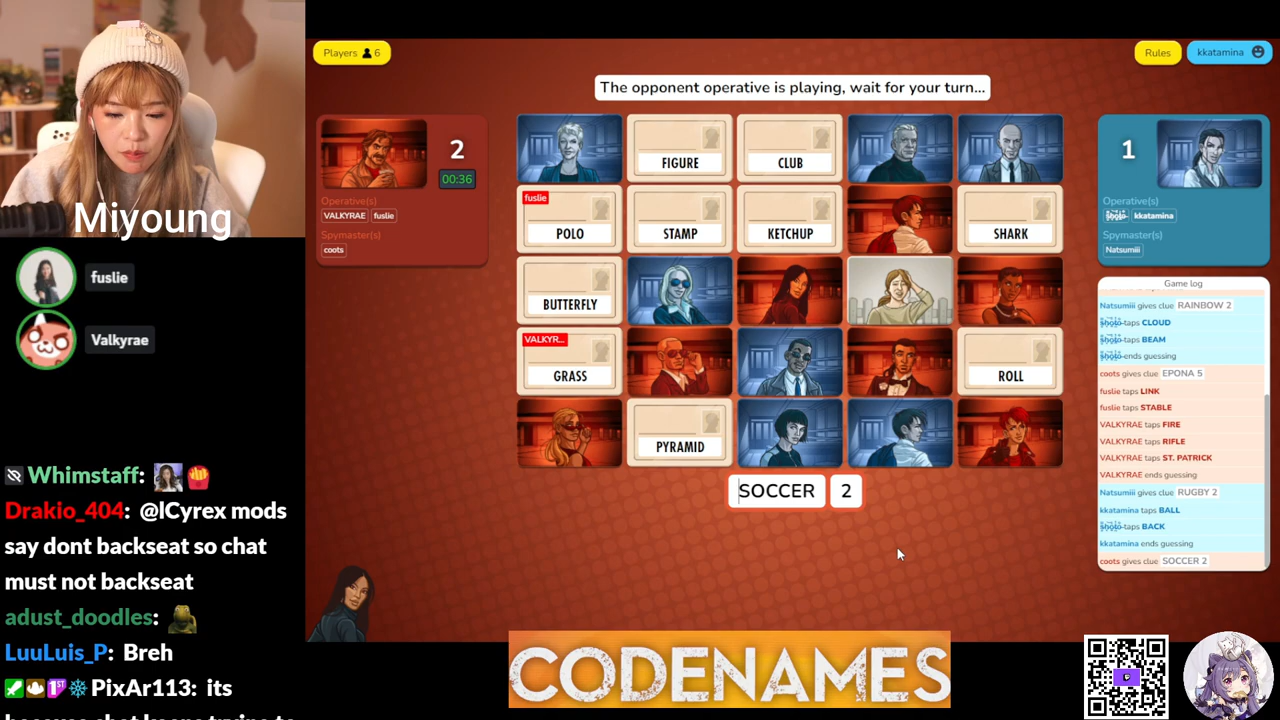 Miyoung
fuslie
Valkyrae
Whimstaff:
Drakio_404: @lCyrex mods
say dont backseat so chat
must not backseat
adust_doodles:
LuuLuis_P: Breh
PixAr113: its
Players 6
Rules
kkatamina
The opponent operative is playing, wait for your turn...
2
00:36
Operative(s)
VALKYRAE fuslie
Spymaster(s)
coots
FIGURE
CLUB
fuslie
POLO
STAMP
KETCHUP
SHARK
BUTTERFLY
VALKYR...
GRASS
ROLL
PYRAMID
SOCCER 2
1
Operative(s)
sholo kkatamina
Spymaster(s)
Natsumiii
Game log
Natsumiii gives clue RAINBOW 2
sholo taps CLOUD
sholo taps BEAM
sholo ends guessing
coots gives clue EPONA 5
fuslie taps LINK
fuslie taps STABLE
VALKYRAE taps FIRE
VALKYRAE taps RIFLE
VALKYRAE taps ST. PATRICK
VALKYRAE ends guessing
Natsumiii gives clue RUGBY 2
kkatamina taps BALL
sholo taps BACK
kkatamina ends guessing
coots gives clue SOCCER 2
CODENAMES